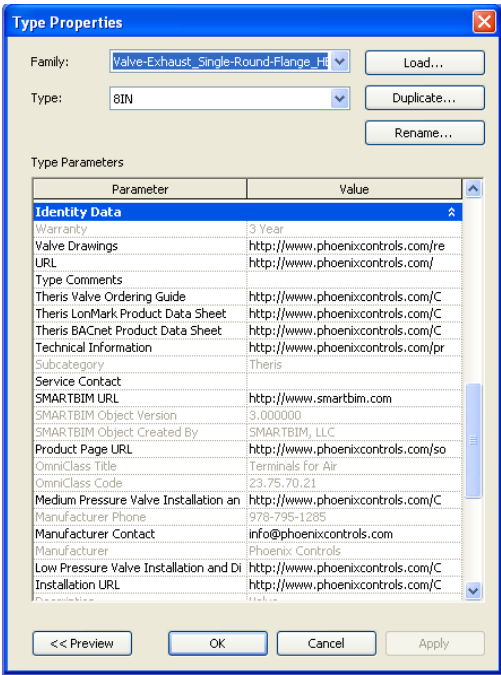 Type Properties
Family: Valve-Exhaust_Single-Round-Flange_HE Load...
Type: 8IN Duplicate...
Rename...
Type Parameters
Parameter Value
Identity Data
Warranty 3 Year
Valve Drawings http://www.phoenixcontrols.com/re
URL http://www.phoenixcontrols.com/
Type Comments
Theris Valve Ordering Guide http://www.phoenixcontrols.com/C
Theris LonMark Product Data Sheet http://www.phoenixcontrols.com/C
Theris BACnet Product Data Sheet http://www.phoenixcontrols.com/C
Technical Information http://www.phoenixcontrols.com/pr
Subcategory Theris
Service Contact
SMARTBIM URL http://www.smartbim.com
SMARTBIM Object Version 3.000000
SMARTBIM Object Created By SMARTBIM, LLC
Product Page URL http://www.phoenixcontrols.com/so
OmniClass Title Terminals for Air
OmniClass Code 23.75.70.21
Medium Pressure Valve Installation an http://www.phoenixcontrols.com/C
Manufacturer Phone 978-795-1285
Manufacturer Contact info@phoenixcontrols.com
Manufacturer Phoenix Controls
Low Pressure Valve Installation and Di http://www.phoenixcontrols.com/C
Installation URL http://www.phoenixcontrols.com/C
<< Preview OK Cancel Apply